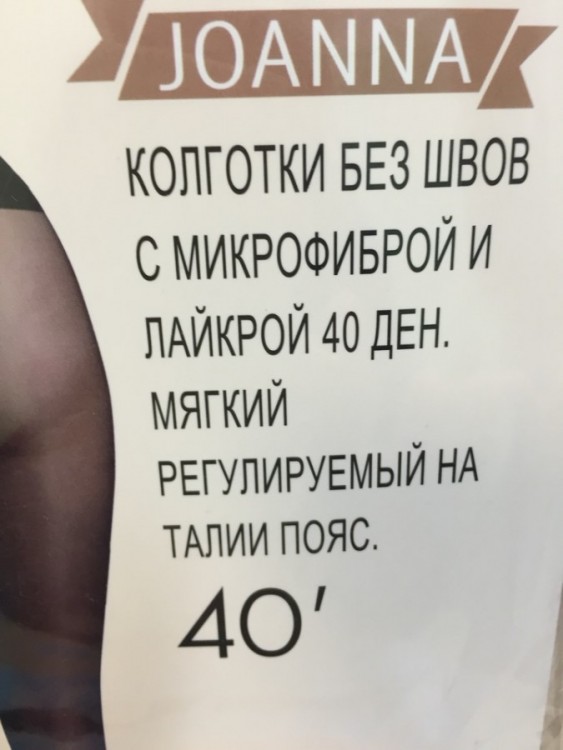 JOANNA
КОЛГОТКИ БЕЗ ШВОВ
С МИКРОФИБРОЙ И
ЛАЙКРОЙ 40 ДЕН.
МЯГКИЙ
РЕГУЛИРУЕМЫЙ НА
ТАЛИИ ПОЯС.
40'